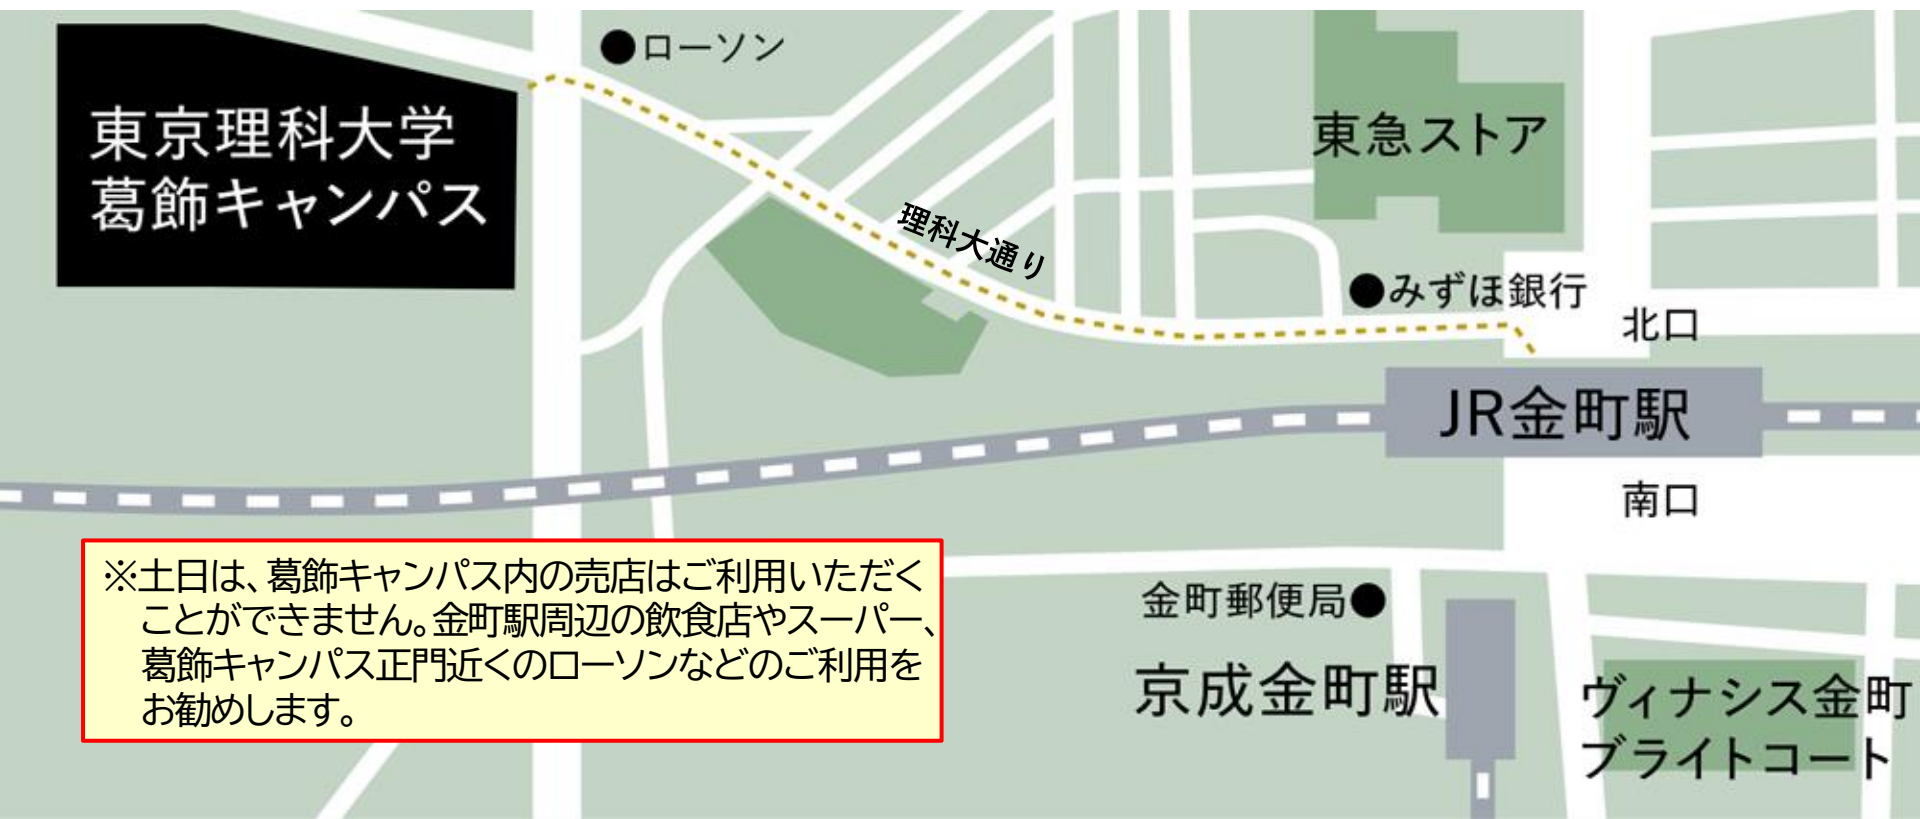 ●ローソン
東京理科大学
葛飾キャンパス
東急ストア
理科大通り
●みずほ銀行
北口
JR金町駅
南口
※土日は、葛飾キャンパス内の売店はご利用いただく
ことができません。金町駅周辺の飲食店やスーパー、
葛飾キャンパス正門近くのローソンなどのご利用を
お勧めします。
金町郵便局●
京成金町駅
ヴィナシス金町
ブライトコート